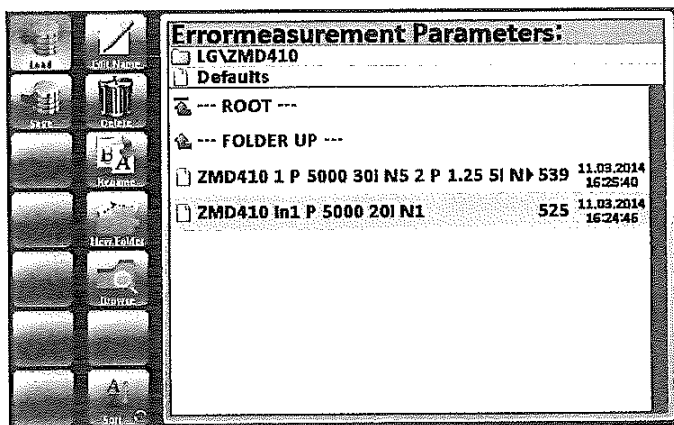 Load
Edit Name
Save
Delete
B A
Rename
New Folder
Browse
A
Sort
Errormeasurement Parameters:
LG\ZMD410
Defaults
--- ROOT ---
--- FOLDER UP ---
ZMD410 1 P 5000 30i N5 2 P 1.25 5i N 539 11.03.2014
16:25:40
ZMD410 in1 P 5000 20i N1 525 11.03.2014
16:24:46